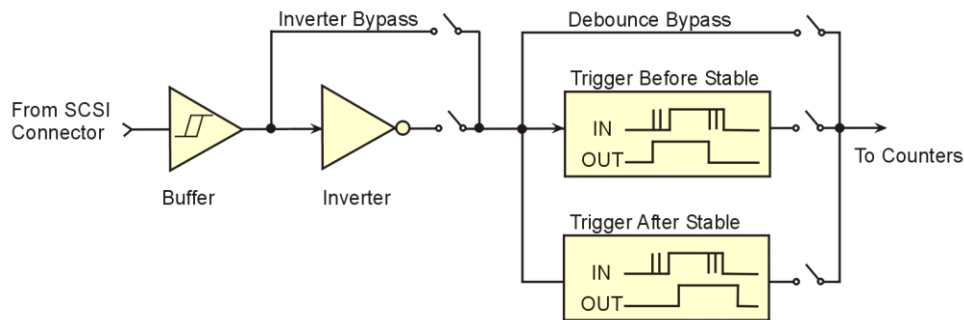 Inverter Bypass
Debounce Bypass
From SCSI
Connector
Buffer
Inverter
Trigger Before Stable
IN
OUT
To Counters
Trigger After Stable
IN
OUT